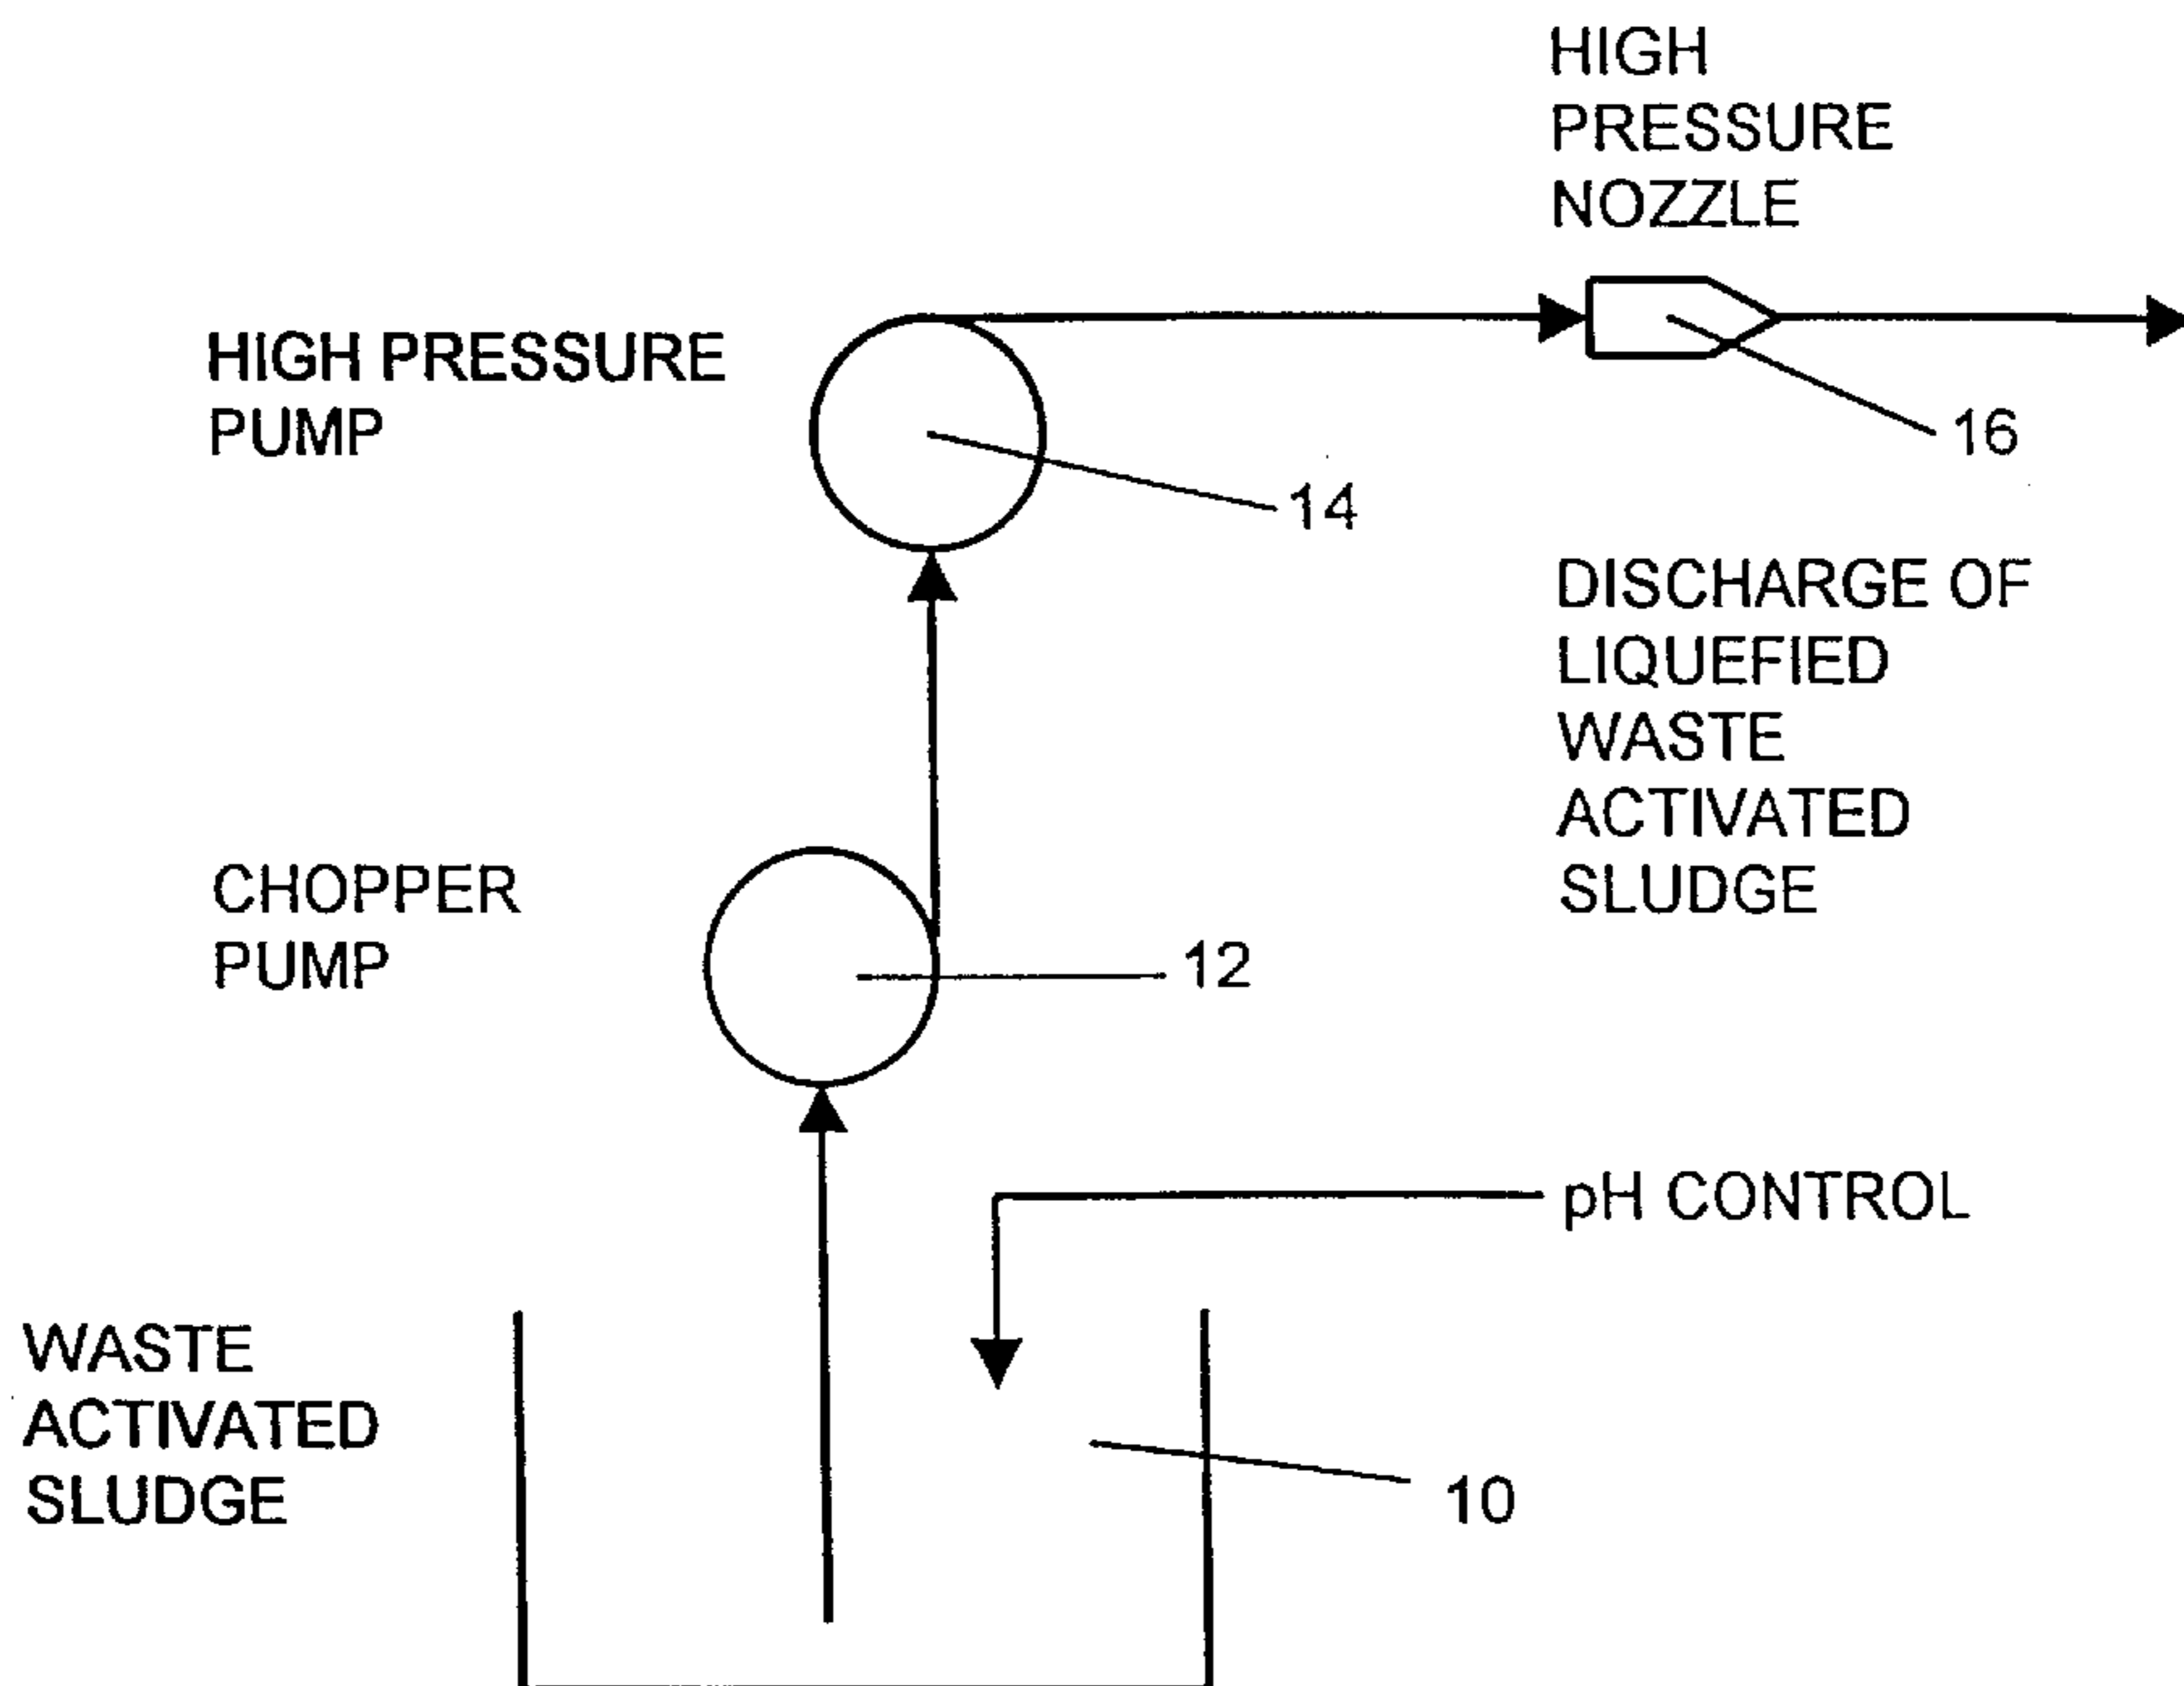 HIGH
PRESSURE
NOZZLE
HIGH PRESSURE
PUMP
16
14
DISCHARGE OF
LIQUEFIED
WASTE
ACTIVATED
SLUDGE
CHOPPER
PUMP
12
pH CONTROL
WASTE
ACTIVATED
SLUDGE
10